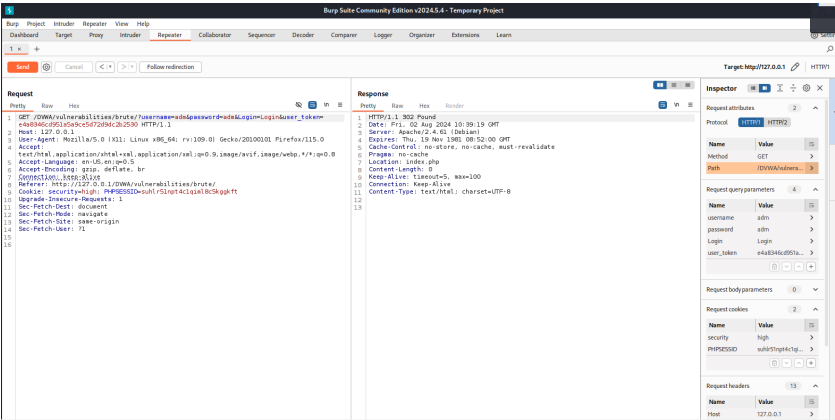 Burp Suite Community Edition v2024.5.4 - Temporary Project
Burp Project Intruder Repeater View Help
Dashboard Target Proxy Intruder Repeater Collaborator Sequencer Decoder Comparer Logger Organizer Extensions Learn
1 × +
Send Cancel < > Follow redirection Target: http://127.0.0.1 HTTP/1
Request
Pretty Raw Hex
1 GET /DVWA/vulnerabilities/brute/?username=adm&password=adm&Login=Login&user_token=
2 Host: 127.0.0.1
3 User-Agent: Mozilla/5.0 (X11; Linux x86_64; rv:109.0) Gecko/20100101 Firefox/115.0
4 Accept:
text/html,application/xhtml+xml,application/xml;q=0.9,image/avif,image/webp,*/*;q=0.8
5 Accept-Language: en-US,en;q=0.5
6 Accept-Encoding: gzip, deflate, br
7 Connection: keep-alive
8 Referer: http://127.0.0.1/DVWA/vulnerabilities/brute/
9 Cookie: security=high;
10 Upgrade-Insecure-Requests: 1
11 Sec-Fetch-Dest: document
12 Sec-Fetch-Mode: navigate
13 Sec-Fetch-Site: same-origin
14 Sec-Fetch-User: ?1
15
16
Response
Pretty Raw Hex Render
1 HTTP/1.1 302 Found
2 Date: Fri, 02 Aug 2024 10:39:19 GMT
3 Server: Apache/2.4.61 (Debian)
4 Expires: Thu, 19 Nov 1981 08:52:00 GMT
5 Cache-Control: no-store, no-cache, must-revalidate
6 Pragma: no-cache
7 Location: index.php
8 Content-Length: 0
9 Keep-Alive: timeout=5, max=100
10 Connection: Keep-Alive
11 Content-Type: text/html; charset=UTF-8
12
13
Inspector
Request attributes 2
Protocol HTTP/1 HTTP/2
Name Value
Method GET
Path /DVWA/vulnera...
Request query parameters 4
Name Value
username adm
password adm
Login Login
user_token e4a8346cd951a...
Request body parameters 0
Request cookies 2
Name Value
security high
PHPSESSID
Request headers 13
Name Value
Host 127.0.0.1